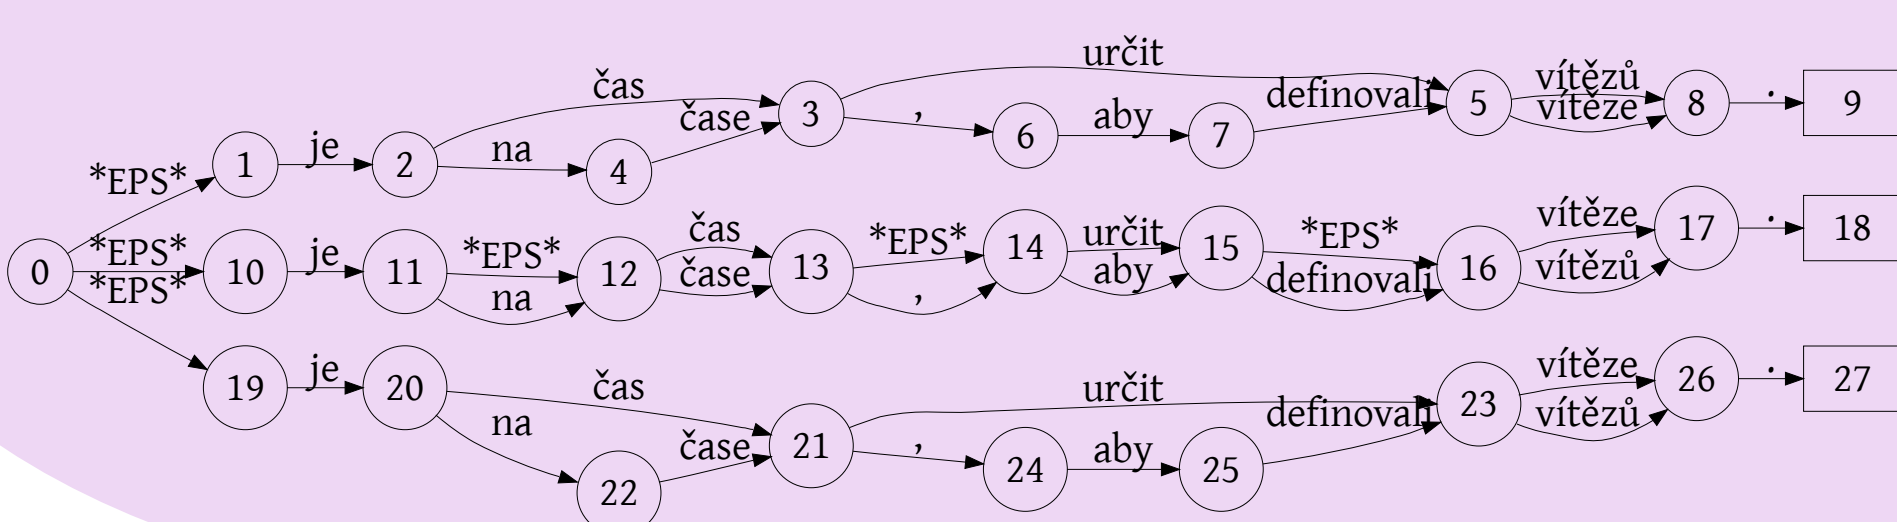 určit
čas vítězů
čase , definovali .
3 aby 5 vítěze 8 9
*EPS* 1 je 2 na 4 6 7
čas *EPS* určit *EPS* vítěze .
*EPS* je *EPS* 14 15 17 18
0 10 11 12 čase 13 aby definovali 16 vítězů
*EPS* na ,
je čas určit vítěze .
19 20 definovali 23 26 27
na čase 21 , aby vítězů
22 24 25